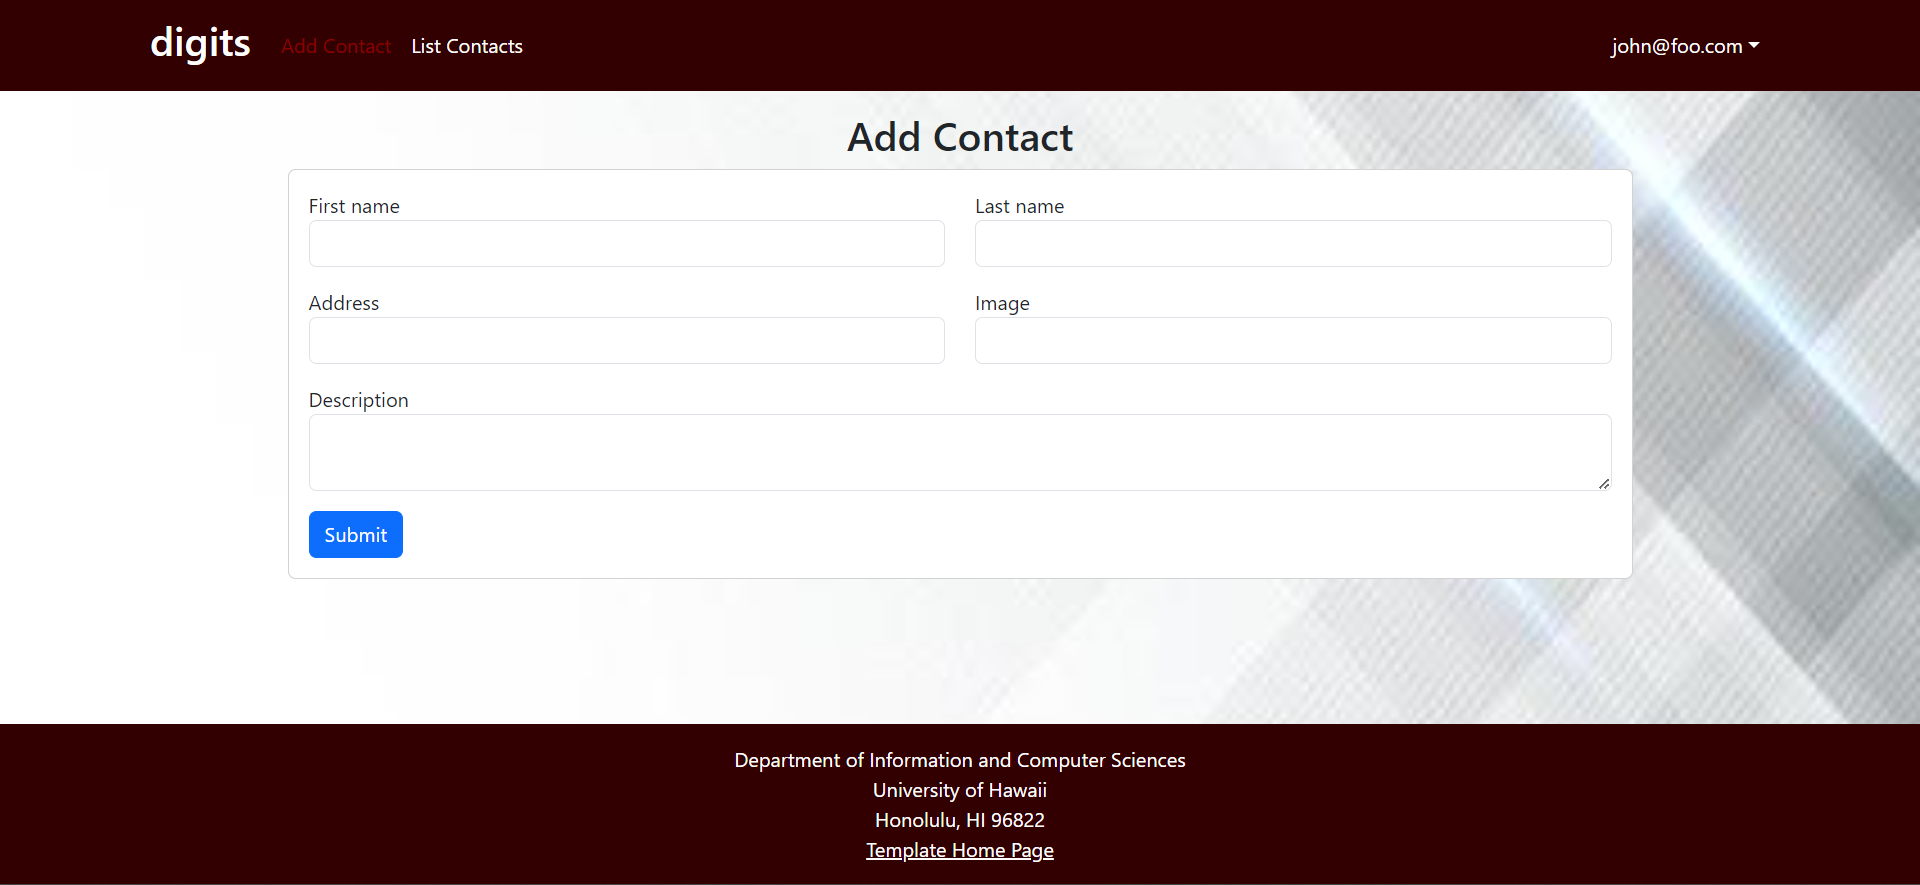 digits Add Contact List Contacts john@foo.com
Add Contact
First name Last name
Address Image
Description
Submit
Department of Information and Computer Sciences
University of Hawaii
Honolulu, HI 96822
Template Home Page